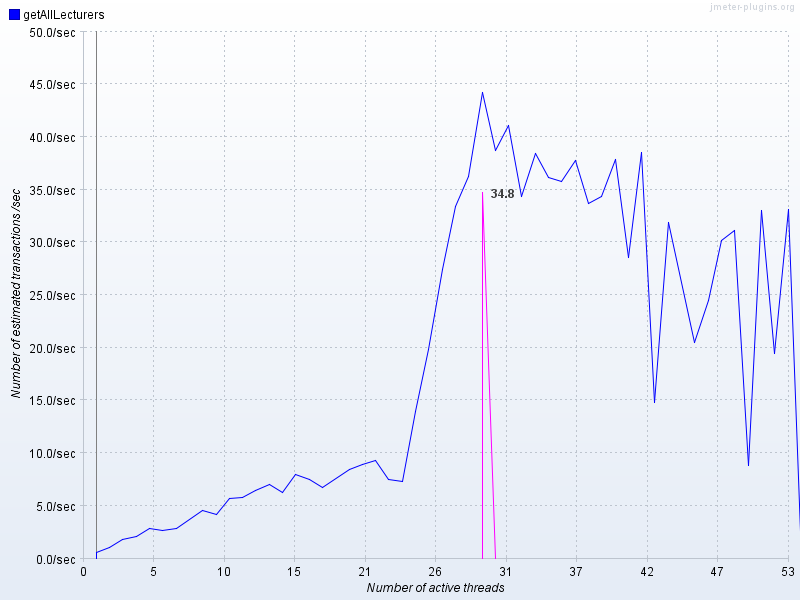 jmeter-plugins.org
getAllLecturers
50.0/sec
45.0/sec
40.0/sec
35.0/sec
34.8
30.0/sec
25.0/sec
20.0/sec
15.0/sec
10.0/sec
5.0/sec
0.0/sec
Number of estimated transactions /sec
0 5 10 15 21 26 31 37 42 47 53
Number of active threads